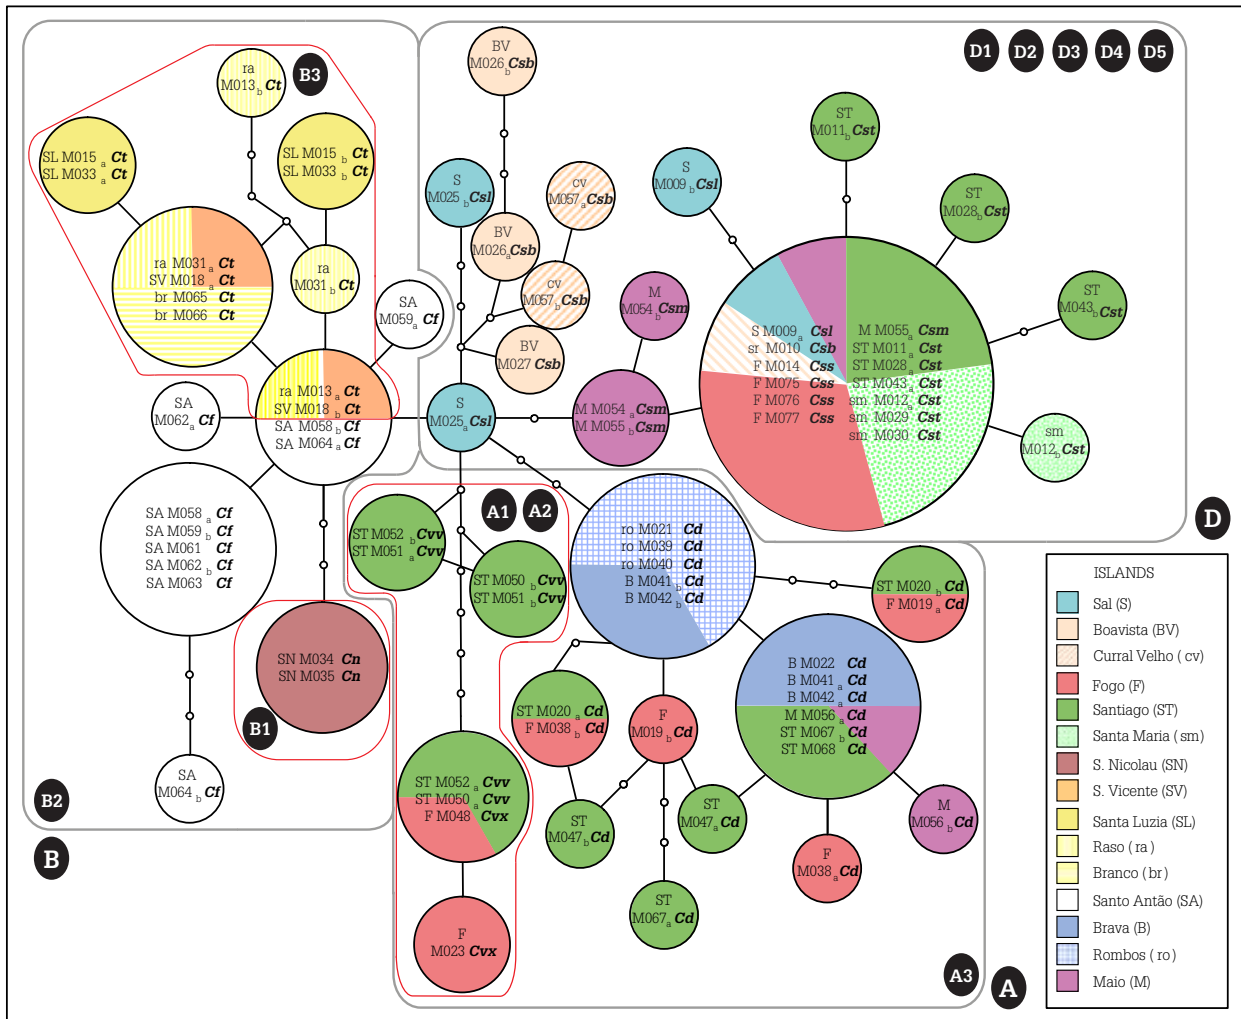 ra
M013 b Ct
B3
SL M015 a Ct
SL M033 a Ct
SL M015 b Ct
SL M033 b Ct
ra M031 a Ct
SV M018 a Ct
br M065 Ct
br M066 Ct
ra
M031 b Ct
SA
M059 a Cf
SA
M062 a Cf
ra M013 a Ct
SV M018 b Ct
SA M058 b Cf
SA M064 a Cf
SA M058 a Cf
SA M059 b Cf
SA M061 Cf
SA M062 b Cf
SA M063 Cf
SN M034 Cn
SN M035 Cn
B1
SA
M064 b Cf
B2
B
BV
M026 b Csb
S
M025 b Csl
cv
M057 a Csb
BV
M026 a Csb
cv
M057 b Csb
BV
M027 Csb
S
M025 a Csl
M
M054 b Csm
M M054 a Csm
M M055 b Csm
D1 D2 D3 D4 D5
ST
M011 b Cst
S
M009 b Csl
ST
M028 b Cst
ST
M043 b Cst
sm
M012 b Cst
S M009 a Csl
sr M010 Csb
F M014 Css
F M075 Css
F M076 Css
F M077 Css
M M055 a Csm
ST M011 a Cst
ST M028 a Cst
ST M043 a Cst
sm M012 a Cst
sm M029 Cst
sm M030 Cst
D
A1 A2
ST M052 b Cvv
ST M051 a Cvv
ST M050 b Cvv
ST M051 b Cvv
ro M021 Cd
ro M039 Cd
ro M040 Cd
B M041 b Cd
B M042 b Cd
ST M020 b Cd
F M019 a Cd
B M022 Cd
B M041 a Cd
B M042 a Cd
M M056 a Cd
ST M067 b Cd
ST M068 Cd
ST M020 a Cd
F M038 b Cd
F
M019 b Cd
ST M052 a Cvv
ST M050 a Cvv
F M048 Cvx
ST
M047 b Cd
ST
M047 a Cd
M
M056 b Cd
F
M038 a Cd
ST
M067 a Cd
F
M023 Cvx
A3
A
ISLANDS
Sal (S)
Boavista (BV)
Curral Velho ( cv)
Fogo (F)
Santiago (ST)
Santa Maria ( sm)
S. Nicolau (SN)
S. Vicente (SV)
Santa Luzia (SL)
Raso ( ra)
Branco ( br)
Santo Antão (SA)
Brava (B)
Rombos ( ro)
Maio (M)